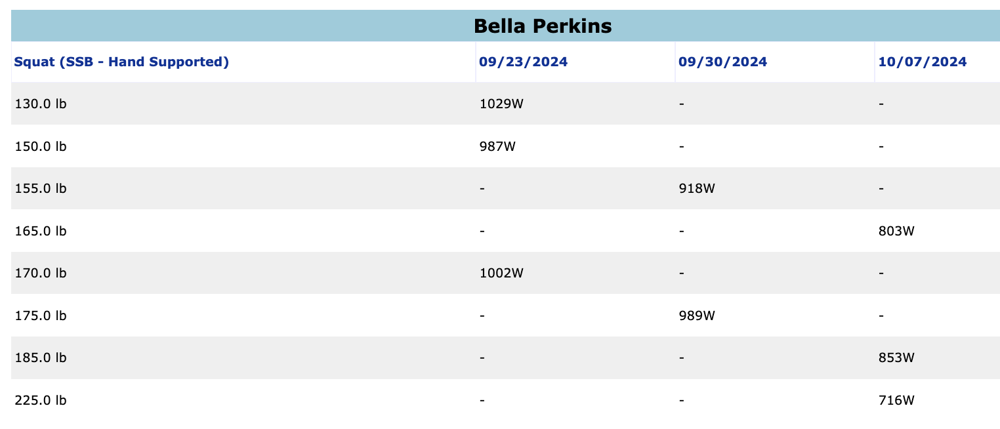 Bella Perkins
Squat (SSB - Hand Supported) 09/23/2024 09/30/2024 10/07/2024
130.0 lb 1029W - -
150.0 lb 987W - -
155.0 lb - 918W -
165.0 lb - - 803W
170.0 lb 1002W - -
175.0 lb - 989W -
185.0 lb - - 853W
225.0 lb - - 716W